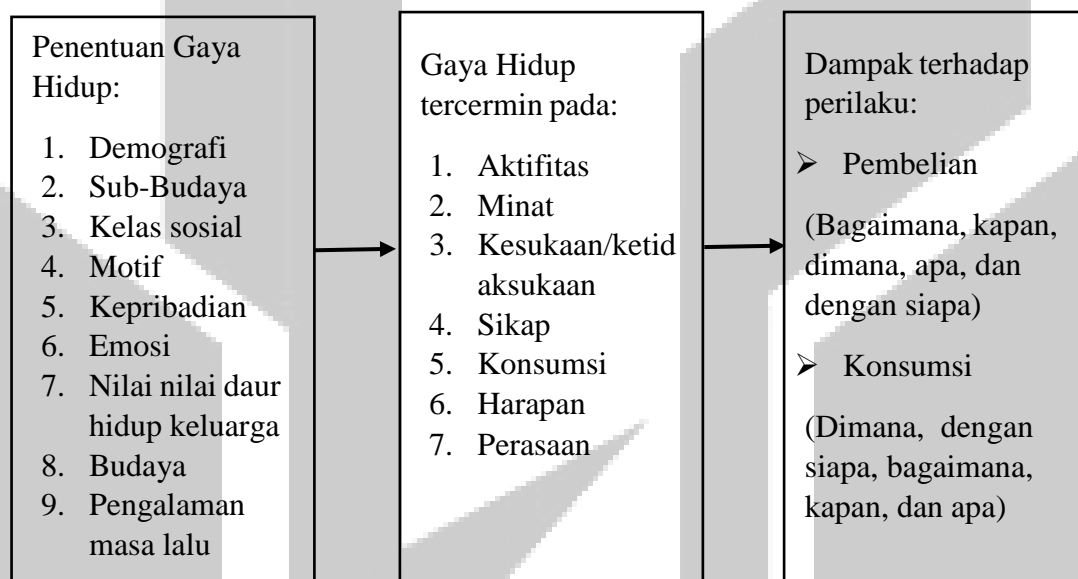 Penentuan Gaya
Hidup:
1. Demografi
2. Sub-Budaya
3. Kelas sosial
4. Motif
5. Kepribadian
6. Emosi
7. Nilai nilai daur
hidup keluarga
8. Budaya
9. Pengalaman
masa lalu
Gaya Hidup
tercermin pada:
1. Aktifitas
2. Minat
3. Kesukaan/ketid
aksukaan
4. Sikap
5. Konsumsi
6. Harapan
7. Perasaan
Dampak terhadap
perilaku:
➢ Pembelian
(Bagaimana, kapan,
dimana, apa, dan
dengan siapa)
➢ Konsumsi
(Dimana, dengan
siapa, bagaimana,
kapan, dan apa)